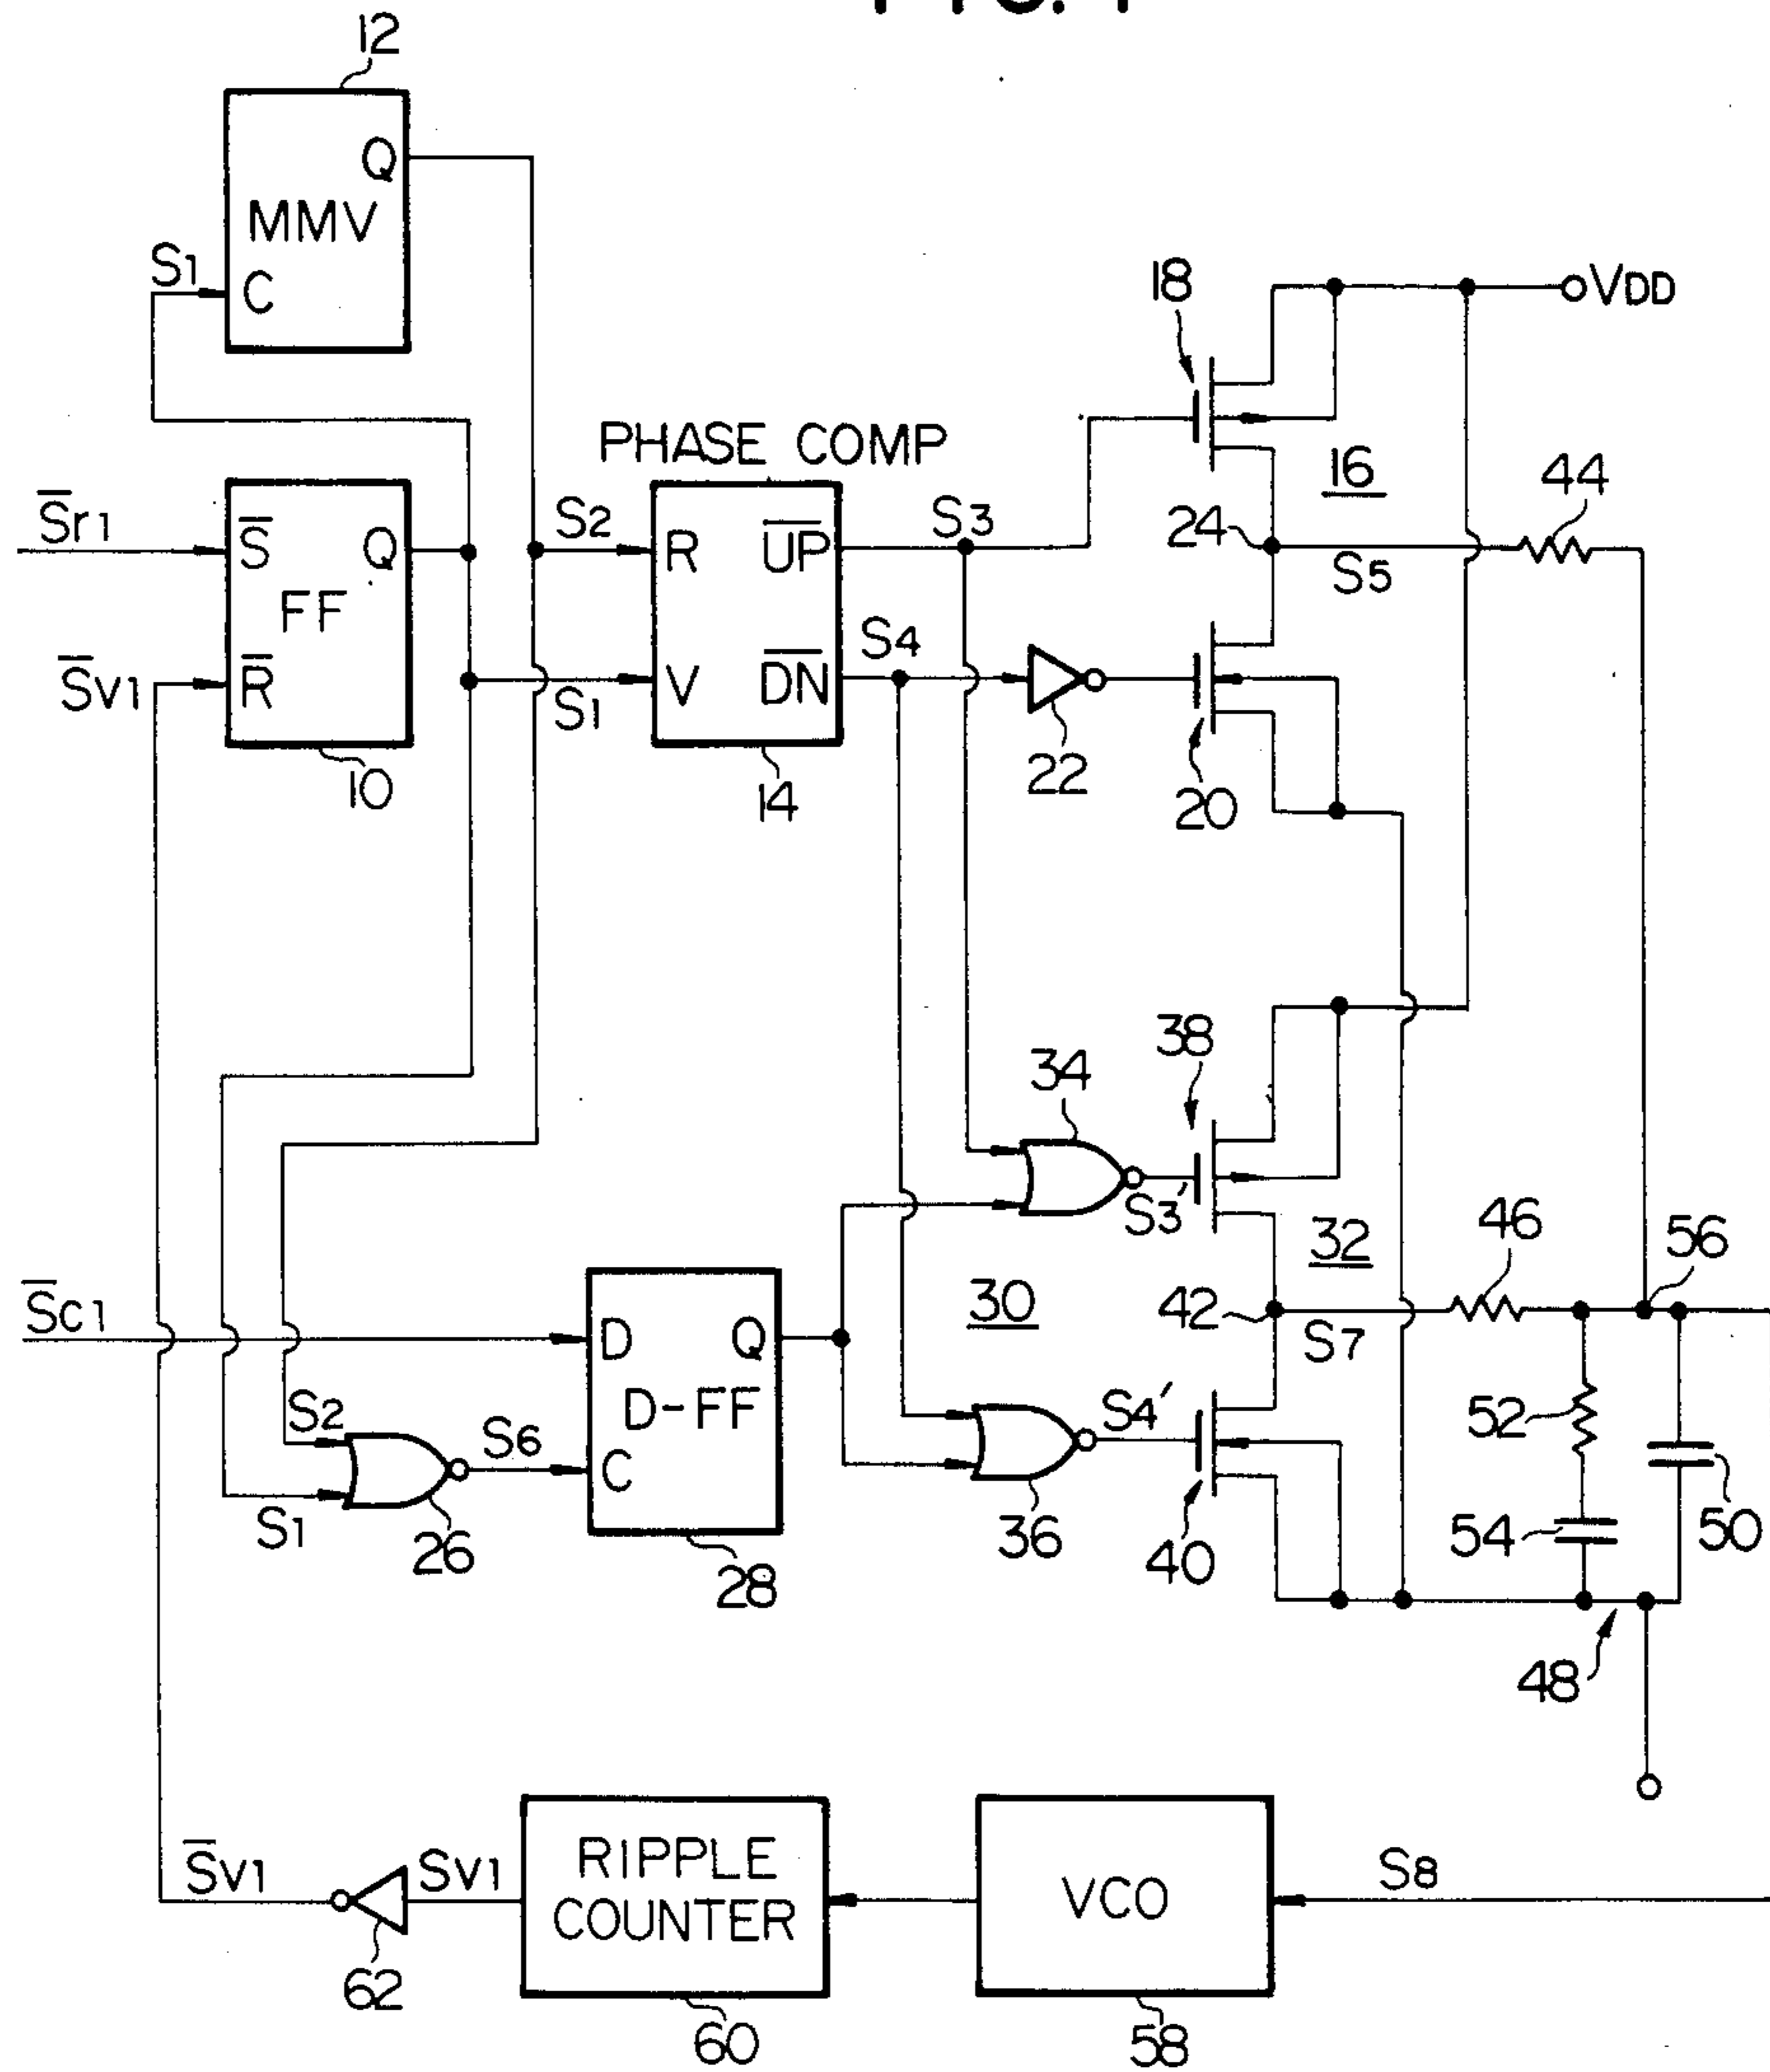 FIG. 1
12
Q
MMV
S1
C
18
VDD
PHASE COMP
16
44
S̅r1
S̅
Q
S2
R
U̅P̅
S3
24
S5
FF
S4
S̅v1
R̅
S1
V
D̅N̅
10
14
22
20
38
34
S3'
46
32
56
S̅c1
30
42
D
Q
S7
D-FF
S2
S6
S4'
52
C
S1
26
36
40
54
50
28
48
S̅v1
Sv1
RIPPLE
COUNTER
VCO
S8
62
60
58